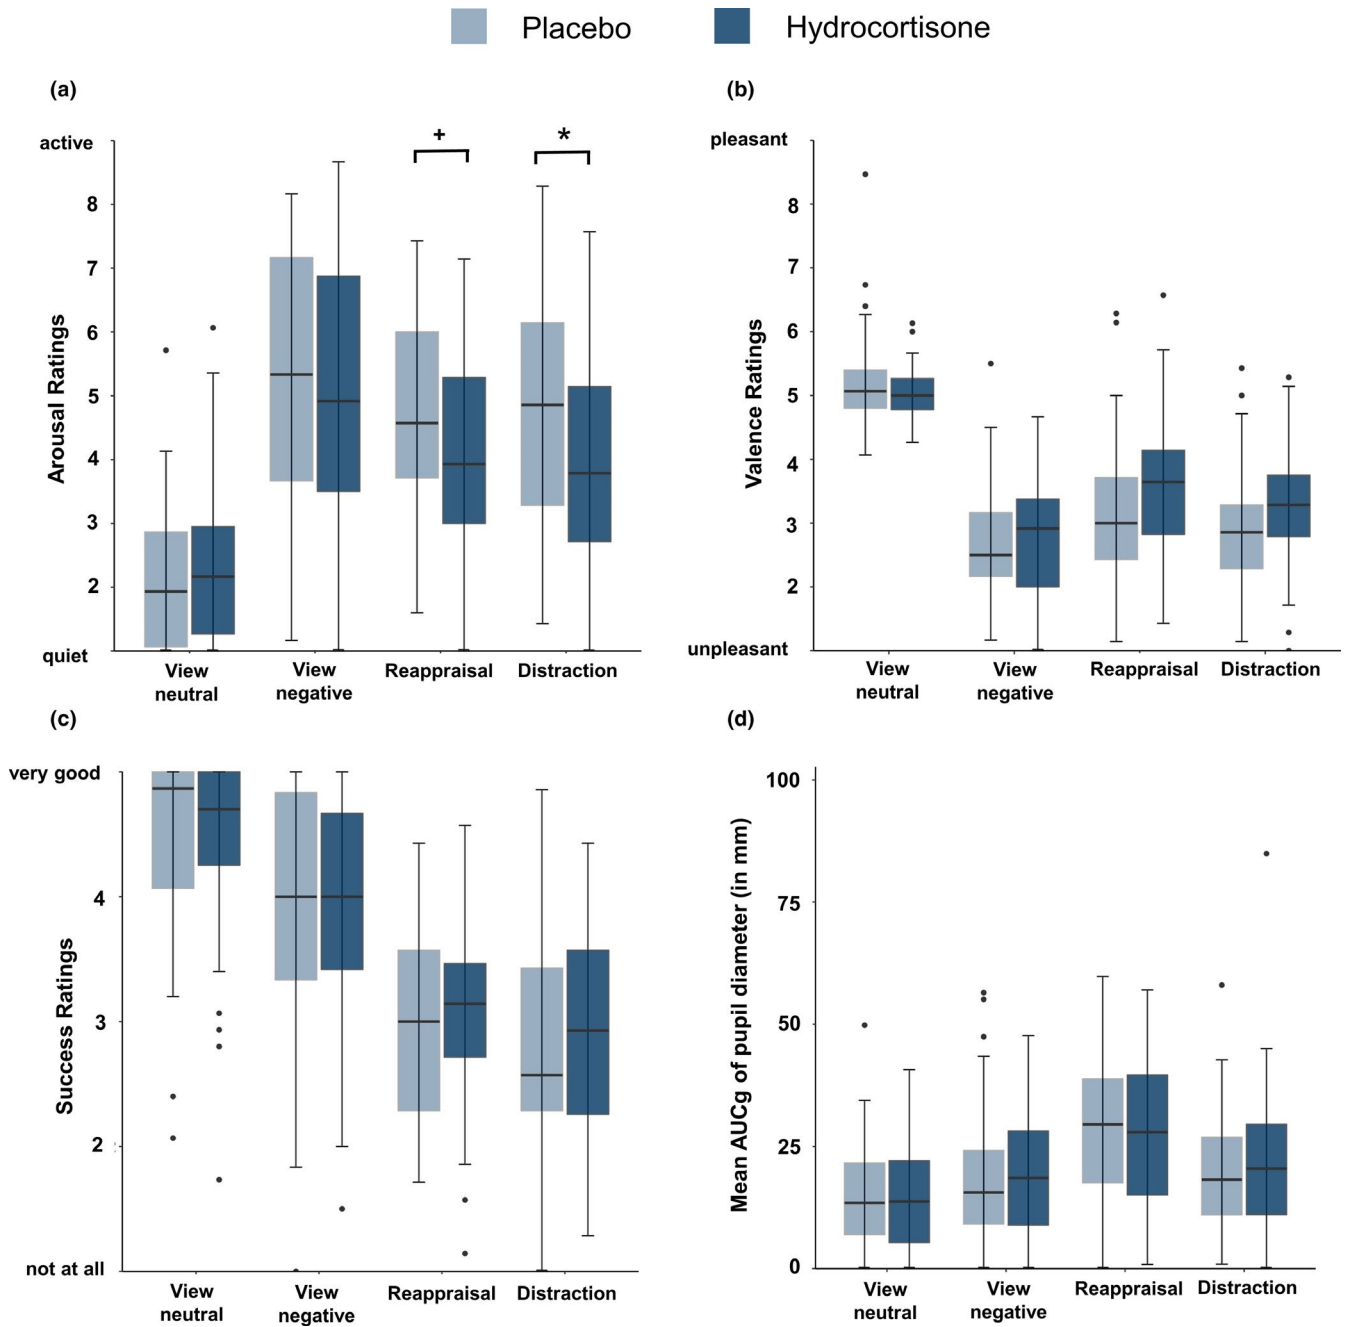 Placebo Hydrocortisone
(a)
active
+
*
8
7
6
5
4
3
2
quiet
Arousal Ratings
View neutral
View negative
Reappraisal
Distraction
(b)
pleasant
8
7
6
5
4
3
2
unpleasant
Valence Ratings
View neutral
View negative
Reappraisal
Distraction
(c)
very good
4
3
2
not at all
Success Ratings
View neutral
View negative
Reappraisal
Distraction
(d)
100
75
50
25
0
Mean AUCg of pupil diameter (in mm)
View neutral
View negative
Reappraisal
Distraction